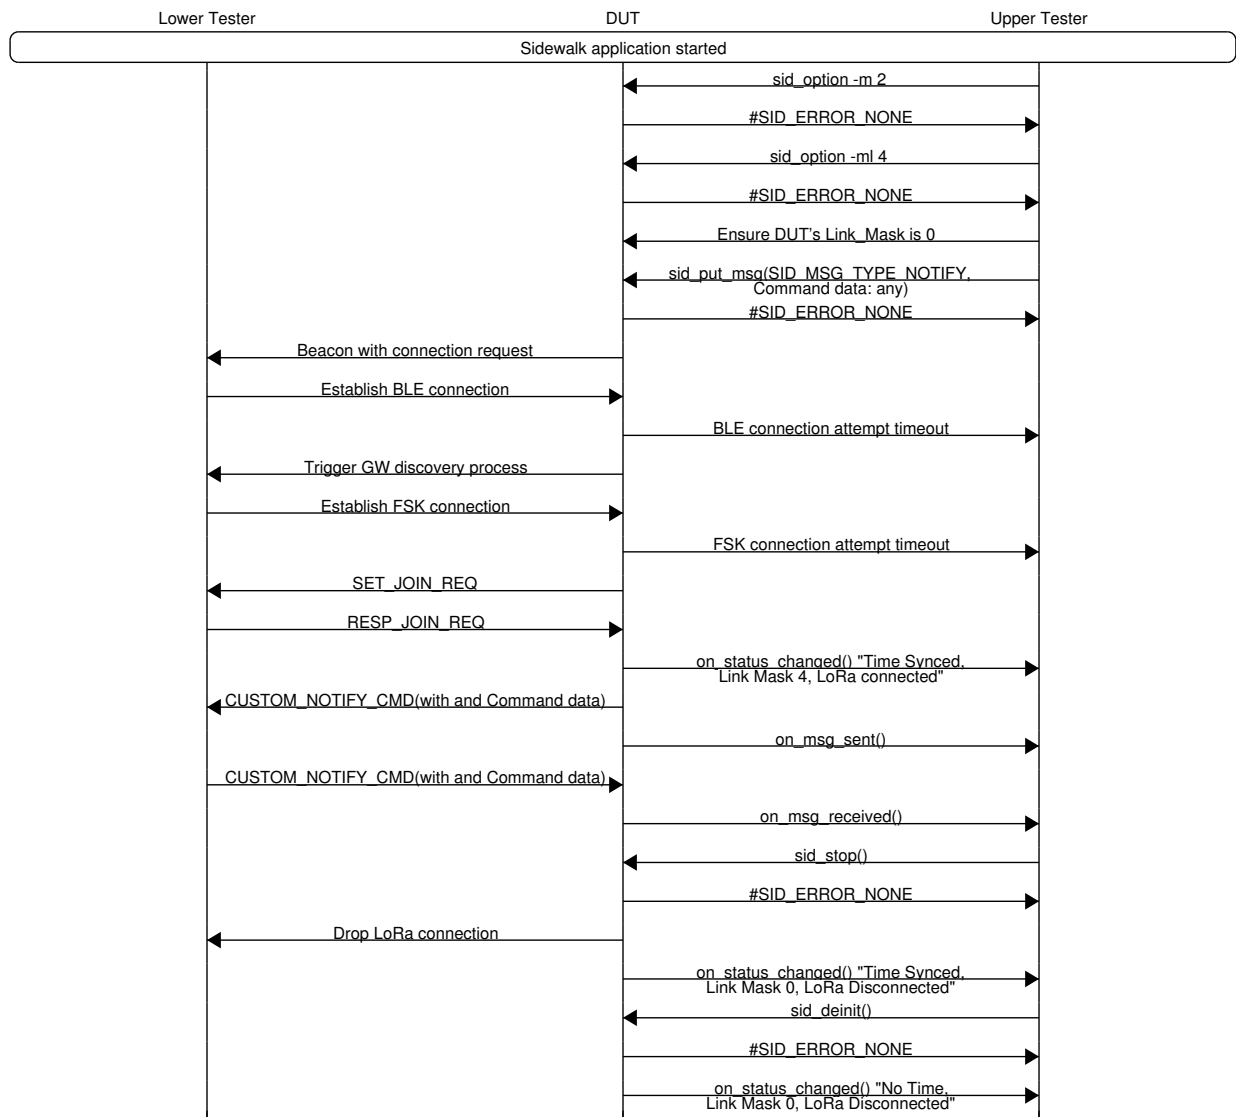 Lower Tester DUT Upper Tester
Sidewalk application started
sid_option -m 2
#SID_ERROR_NONE
sid_option -ml 4
#SID_ERROR_NONE
Ensure DUT's Link_Mask is 0
sid_put_msg(SID_MSG_TYPE_NOTIFY,
Command data: any)
#SID_ERROR_NONE
Beacon with connection request
Establish BLE connection
BLE connection attempt timeout
Trigger GW discovery process
Establish FSK connection
FSK connection attempt timeout
SET_JOIN_REQ
RESP_JOIN_REQ
on_status_changed() "Time Synced,
Link Mask 4, LoRa connected"
CUSTOM_NOTIFY_CMD(with and Command data)
on_msg_sent()
CUSTOM_NOTIFY_CMD(with and Command data)
on_msg_received()
sid_stop()
#SID_ERROR_NONE
Drop LoRa connection
on_status_changed() "Time Synced,
Link Mask 0, LoRa Disconnected"
sid_deinit()
#SID_ERROR_NONE
on_status_changed() "No Time,
Link Mask 0, LoRa Disconnected"